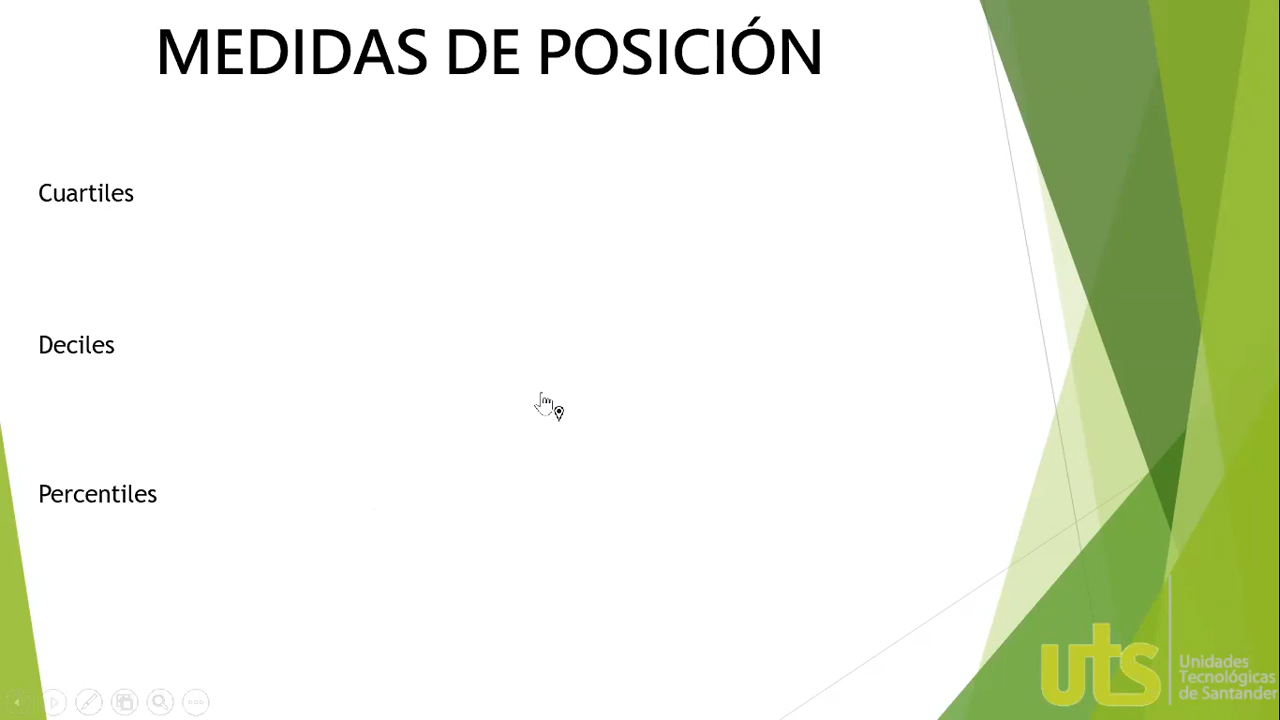 MEDIDAS DE POSICIÓN
Cuartiles
Deciles
Percentiles
uts
Unidades
Tecnológicas
de Santander